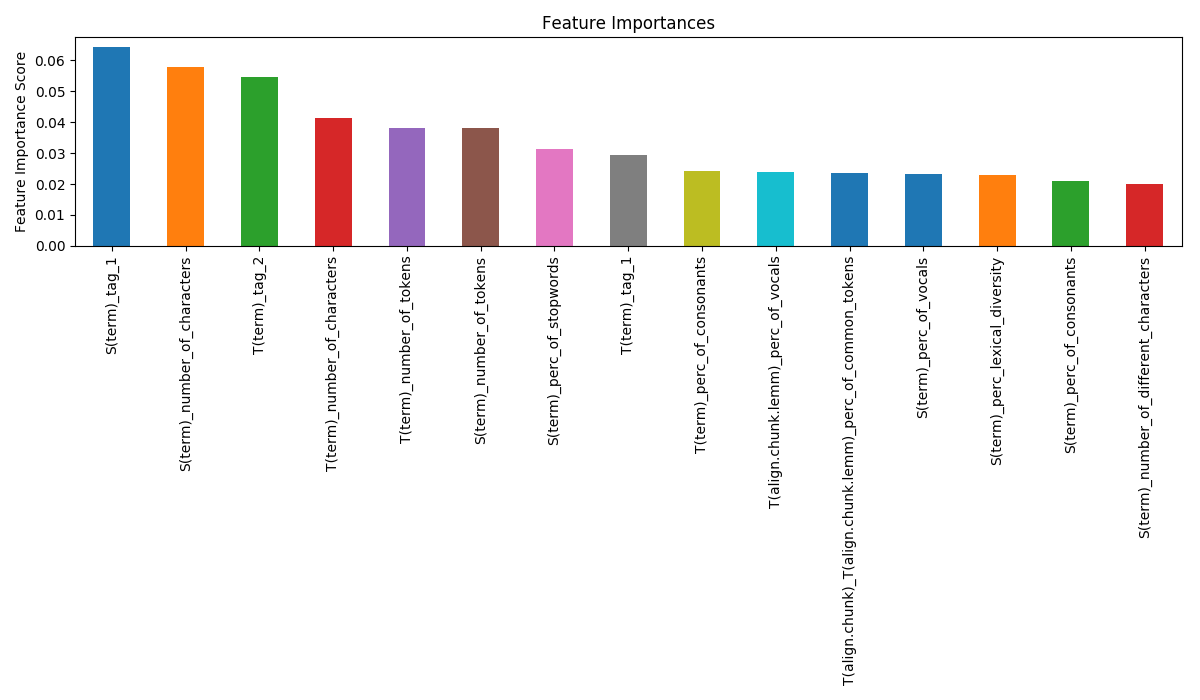 Feature Importances
Feature Importance Score
0.06
0.05
0.04
0.03
0.02
0.01
0.00
S(term)_tag_1
S(term)_number_of_characters
T(term)_tag_2
T(term)_number_of_characters
T(term)_number_of_tokens
S(term)_number_of_tokens
S(term)_perc_of_stopwords
T(term)_tag_1
T(term)_perc_of_consonants
T(align.chunk.lemm)_perc_of_vocals
T(align.chunk)_T(align.chunk.lemm)_perc_of_common_tokens
S(term)_perc_of_vocals
S(term)_perc_lexical_diversity
S(term)_perc_of_consonants
S(term)_number_of_different_characters